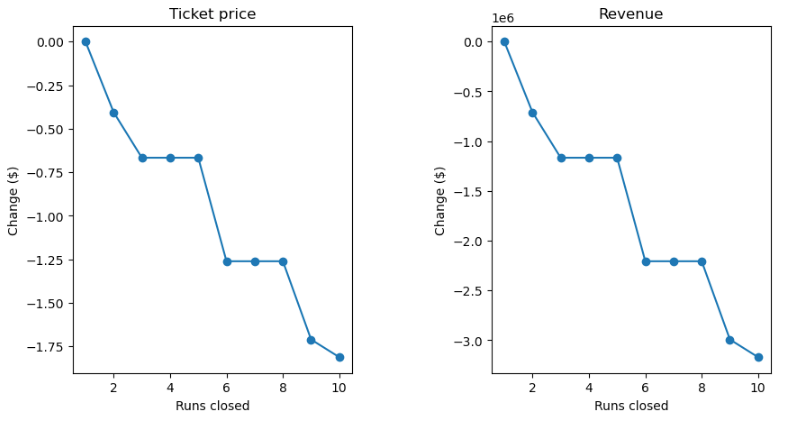 Ticket price
0.00
−0.25
−0.50
−0.75
−1.00
−1.25
−1.50
−1.75
Change ($)
2 4 6 8 10
Runs closed
Revenue
1e6
0.0
−0.5
−1.0
−1.5
−2.0
−2.5
−3.0
Change ($)
2 4 6 8 10
Runs closed